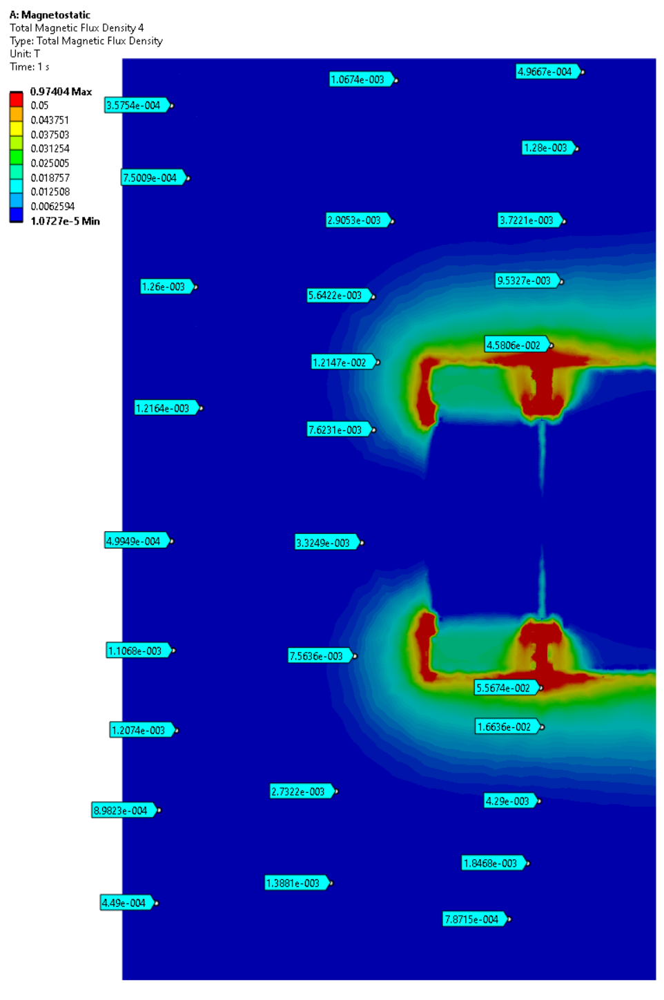 A: Magnetostatic
Total Magnetic Flux Density 4
Type: Total Magnetic Flux Density
Unit: T
Time: 1 s
0.97404 Max
0.05
0.043751
0.037503
0.031254
0.025005
0.018757
0.012508
0.0062594
1.0727e-5 Min
4.9667e-004
1.0674e-003
3.5754e-004
1.28e-003
7.5009e-004
2.9053e-003
3.7221e-003
9.5327e-003
1.26e-003
5.6422e-003
4.5806e-002
1.2147e-002
1.2164e-003
7.6231e-003
4.9949e-004
3.3249e-003
1.1068e-003
7.5636e-003
5.5674e-002
1.6636e-002
1.2074e-003
2.7322e-003
4.29e-003
8.9823e-004
1.8468e-003
1.3881e-003
4.49e-004
7.8715e-004